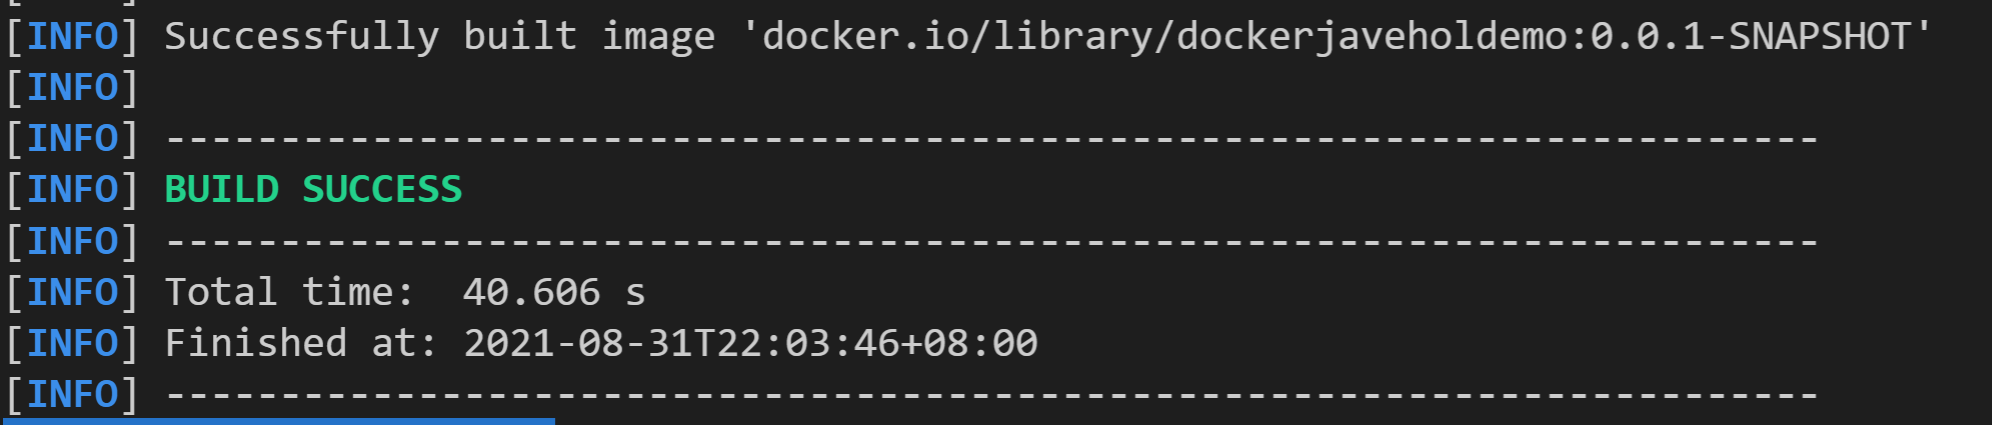 [INFO] Successfully built image 'docker.io/library/dockerjaveholdemo:0.0.1-SNAPSHOT'
[INFO]
[INFO] ------------------------------------------------------------------------
[INFO] BUILD SUCCESS
[INFO] ------------------------------------------------------------------------
[INFO] Total time:  40.606 s
[INFO] Finished at: 2021-08-31T22:03:46+08:00
[INFO] ------------------------------------------------------------------------